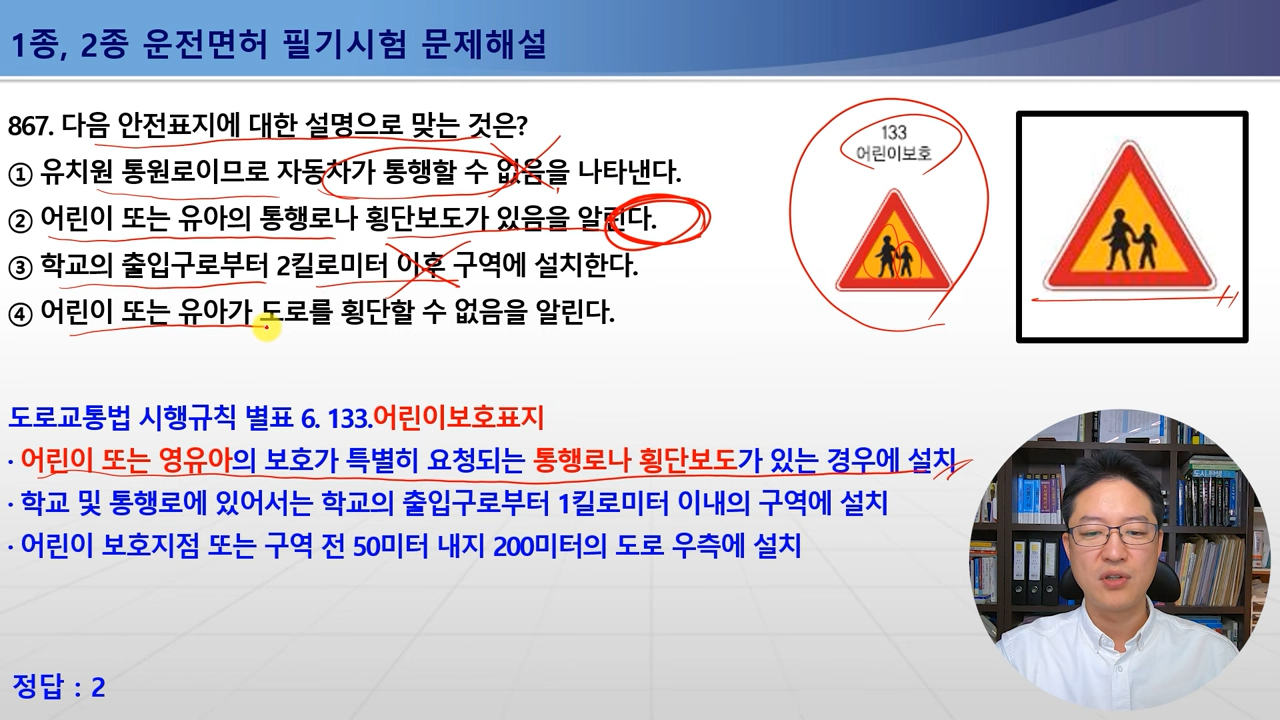 1종, 2종 운전면허 필기시험 문제해설
867. 다음 안전표지에 대한 설명으로 맞는 것은?
① 유치원 통원로이므로 자동차가 통행할 수 없음을 나타낸다.
② 어린이 또는 유아의 통행로나 횡단보도가 있음을 알린다.
③ 학교의 출입구로부터 2킬로미터 이후 구역에 설치한다.
④ 어린이 또는 유아가 도로를 횡단할 수 없음을 알린다.
133
어린이보호
도로교통법 시행규칙 별표 6. 133.어린이보호표지
· 어린이 또는 영유아의 보호가 특별히 요청되는 통행로나 횡단보도가 있는 경우에 설치
· 학교 및 통행로에 있어서는 학교의 출입구로부터 1킬로미터 이내의 구역에 설치
· 어린이 보호지점 또는 구역 전 50미터 내지 200미터의 도로 우측에 설치
정답 : 2